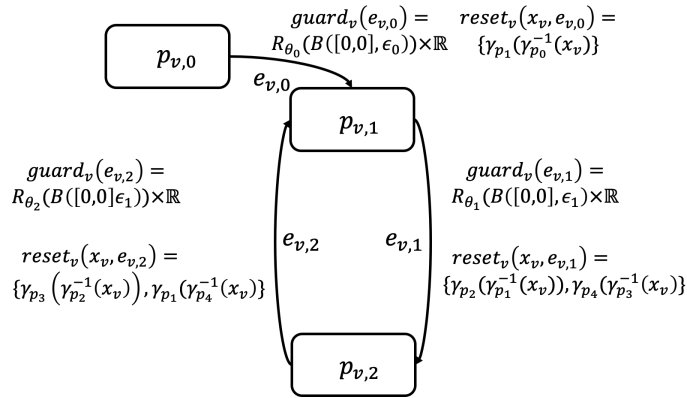 guard_v(e_{v,0}) = reset_v(x_v, e_{v,0}) =
p_{v,0} R_{θ_0}(B([0,0],ϵ_0))×ℝ {γ_{p_1}(γ_{p_0}^{-1}(x_v)}
e_{v,0}
p_{v,1}
guard_v(e_{v,2}) =
R_{θ_2}(B([0,0]ϵ_1))×ℝ
guard_v(e_{v,1}) =
R_{θ_1}(B([0,0],ϵ_1)×ℝ
e_{v,2} e_{v,1}
reset_v(x_v, e_{v,2}) =
{γ_{p_3}(γ_{p_2}^{-1}(x_v)), γ_{p_1}(γ_{p_4}^{-1}(x_v)}
reset_v(x_v, e_{v,1}) =
{γ_{p_2}(γ_{p_1}^{-1}(x_v)), γ_{p_4}(γ_{p_3}^{-1}(x_v)}
p_{v,2}